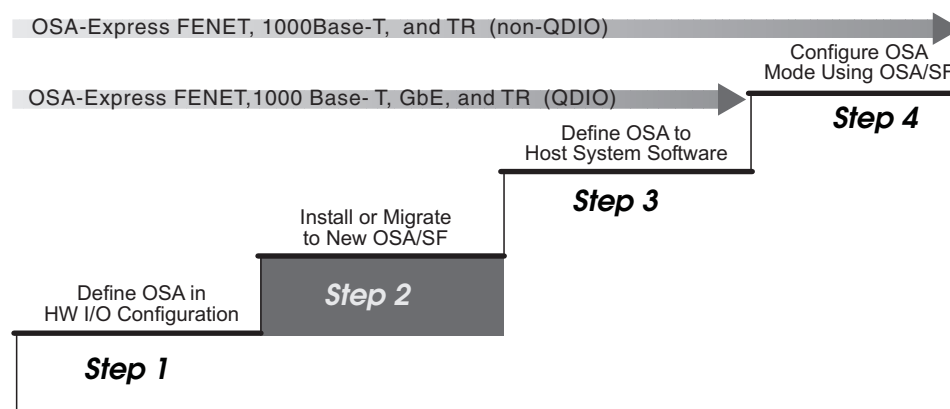 OSA-Express FENET, 1000Base-T, and TR (non-QDIO)
Configure OSA
Mode Using OSA/SF
OSA-Express FENET,1000 Base- T, GbE, and TR (QDIO)
Step 4
Define OSA to
Host System Software
Step 3
Install or Migrate
to New OSA/SF
Step 2
Define OSA in
HW I/O Configuration
Step 1